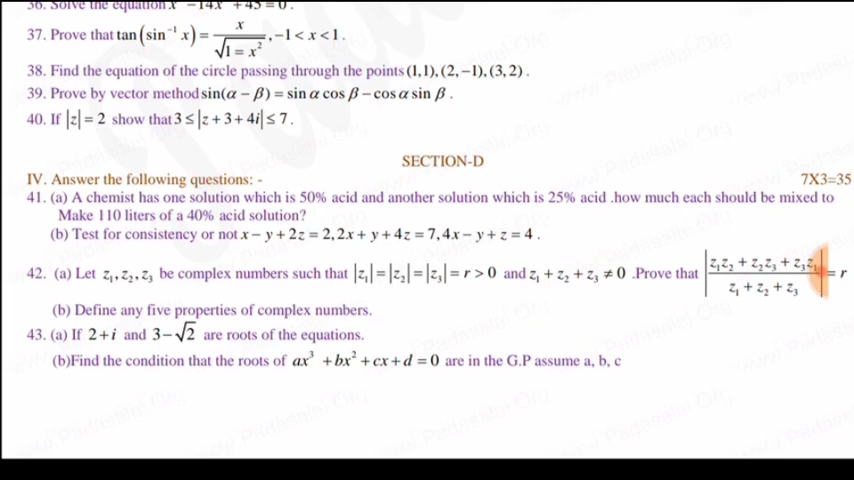 36. Solve the equation x⁻ −14x⁻ +45 = 0 .
37. Prove that tan(sin⁻¹ x) = x/√(1 = x²), −1 < x < 1 .
38. Find the equation of the circle passing through the points (1,1), (2,−1), (3,2) .
39. Prove by vector method sin(α − β) = sin α cos β − cos α sin β .
40. If |z| = 2 show that 3 ≤ |z + 3 + 4i| ≤ 7 .
SECTION-D
IV. Answer the following questions: - 7X3=35
41. (a) A chemist has one solution which is 50% acid and another solution which is 25% acid .how much each should be mixed to
Make 110 liters of a 40% acid solution?
(b) Test for consistency or not x − y + 2z = 2, 2x + y + 4z = 7, 4x − y + z = 4 .
42. (a) Let z₁, z₂, z₃ be complex numbers such that |z₁| = |z₂| = |z₃| = r > 0 and z₁ + z₂ + z₃ ≠ 0 .Prove that |(z₁z₂ + z₂z₃ + z₃z₁)/(z₁ + z₂ + z₃)| = r
(b) Define any five properties of complex numbers.
43. (a) If 2 + i and 3 − √2 are roots of the equations.
(b)Find the condition that the roots of ax³ + bx² + cx + d = 0 are in the G.P assume a, b, c